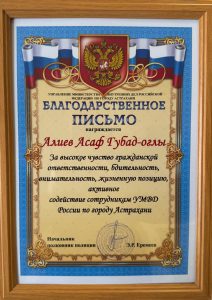 УПРАВЛЕНИЕ МИНИСТЕРСТВА ВНУТРЕННИХ ДЕЛ РОССИЙСКОЙ
ФЕДЕРАЦИИ ПО ГОРОДУ АСТРАХАНИ
БЛАГОДАРСТВЕННОЕ
ПИСЬМО
награждается
Алиев Асаф Губад-оглы
За высокое чувство гражданской
ответственности, бдительность,
внимательность, жизненную позицию,
активное
содействие сотрудникам УМВД
России по городу Астрахани
Начальник
полковник полиции
Э.Р. Еремеев